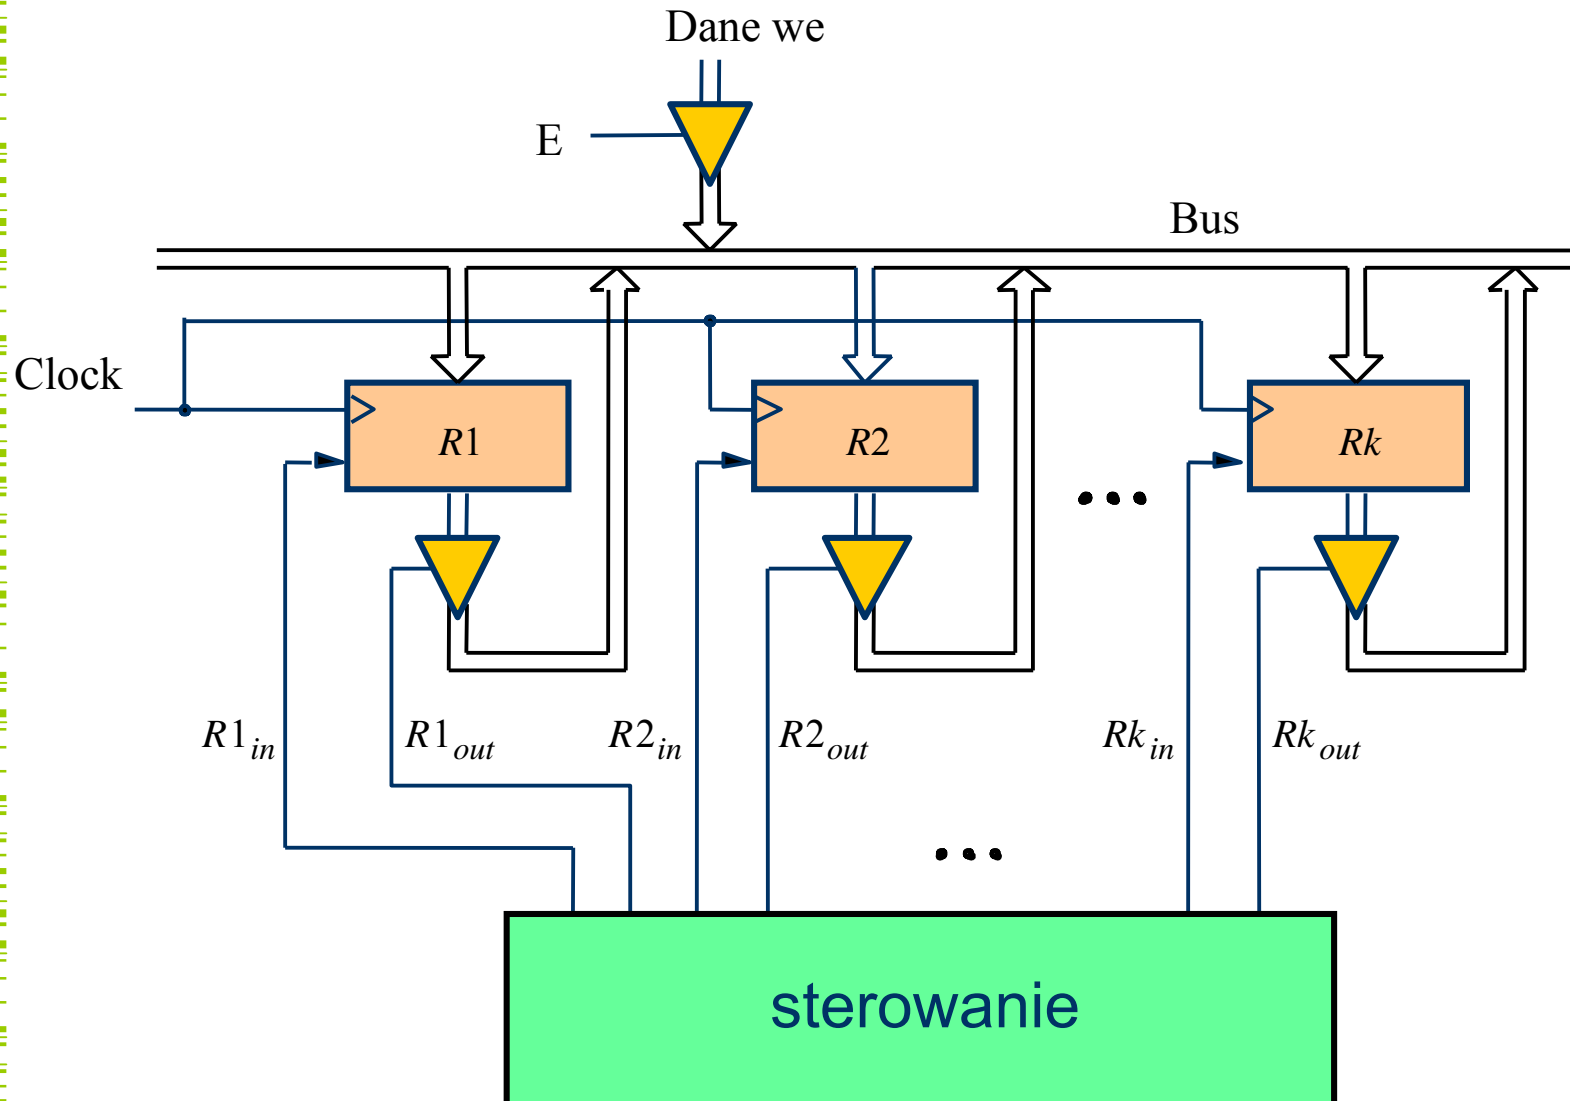 Dane we
E
Bus
Clock
R1
R2
Rk
R1in
R1out
R2in
R2out
Rkin
Rkout
sterowanie